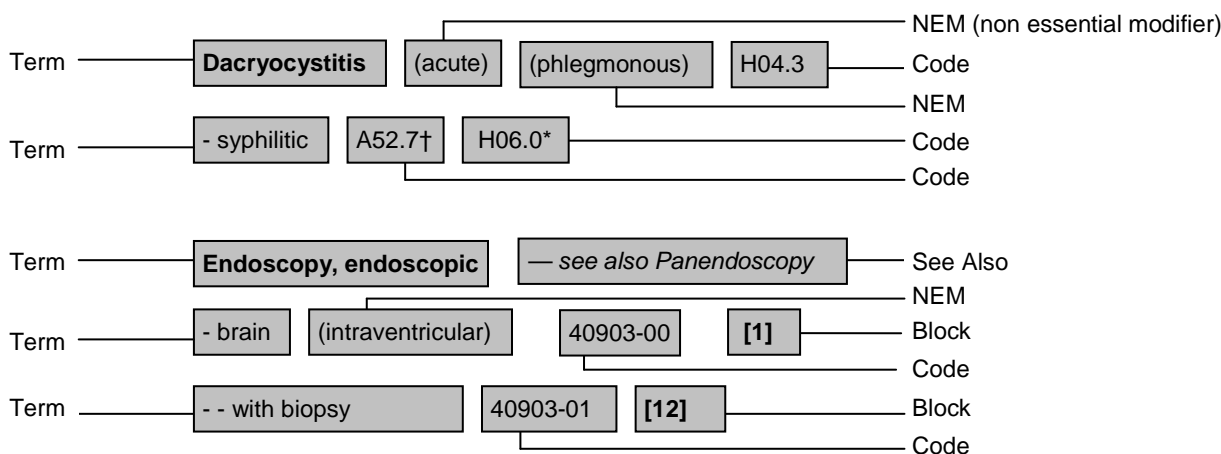 NEM (non essential modifier)
Term Dacryocystitis (acute) (phlegmonous) H04.3 Code
NEM
Term - syphilitic A52.7† H06.0* Code
Code
Term Endoscopy, endoscopic — see also Panendoscopy See Also
NEM
Term - brain (intraventricular) 40903-00 [1] Block
Code
Term - - with biopsy 40903-01 [12] Block
Code